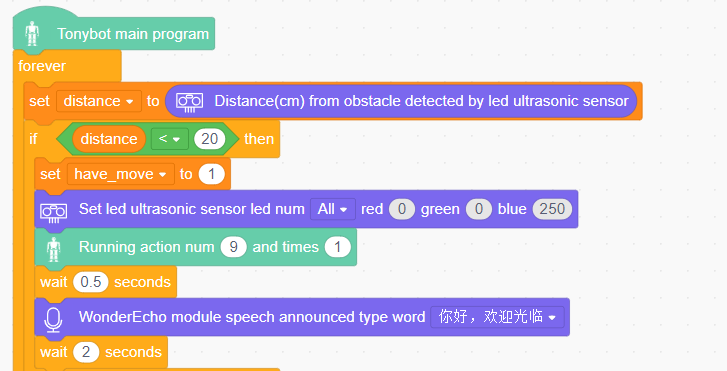 Tonybot main program
forever
set distance to Distance(cm) from obstacle detected by led ultrasonic sensor
if distance < 20 then
set have_move to 1
Set led ultrasonic sensor led num All red 0 green 0 blue 250
Running action num 9 and times 1
wait 0.5 seconds
WonderEcho module speech announced type word 你好，欢迎光临
wait 2 seconds